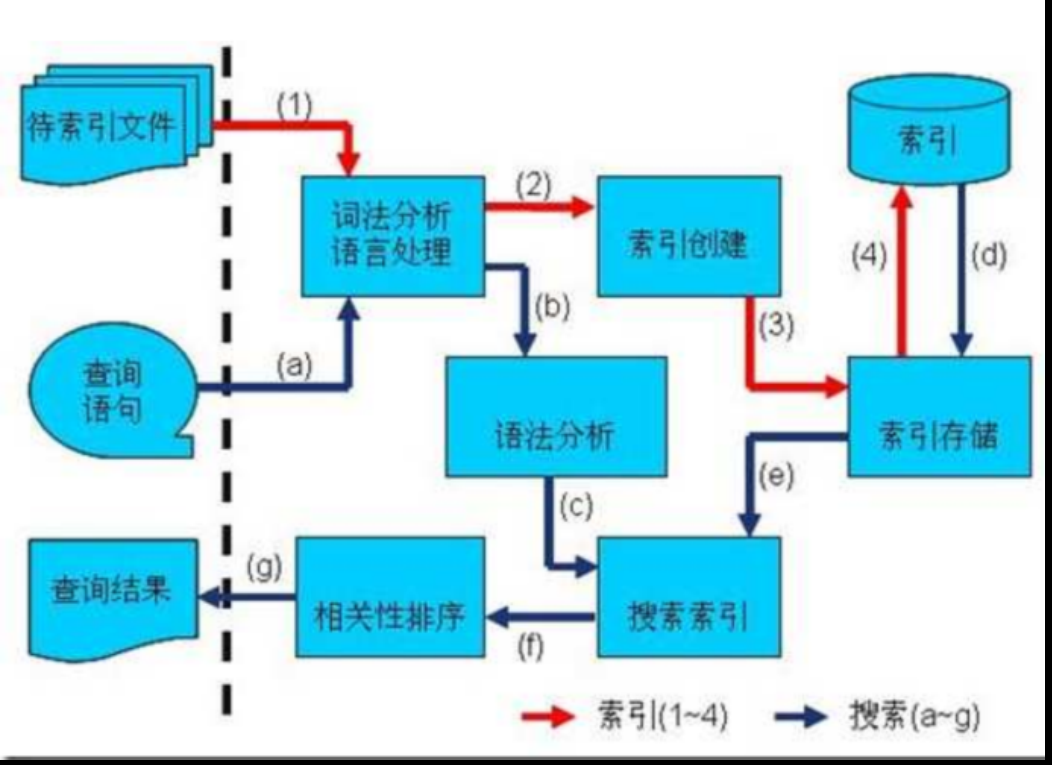 待索引文件
(1)
索引
词法分析
语言处理
(2)
索引创建
(4)
(d)
(b)
(3)
查询
语句
(a)
语法分析
索引存储
(e)
(c)
查询结果
(g)
相关性排序
(f)
搜索索引
索引(1~4)
搜索(a~g)